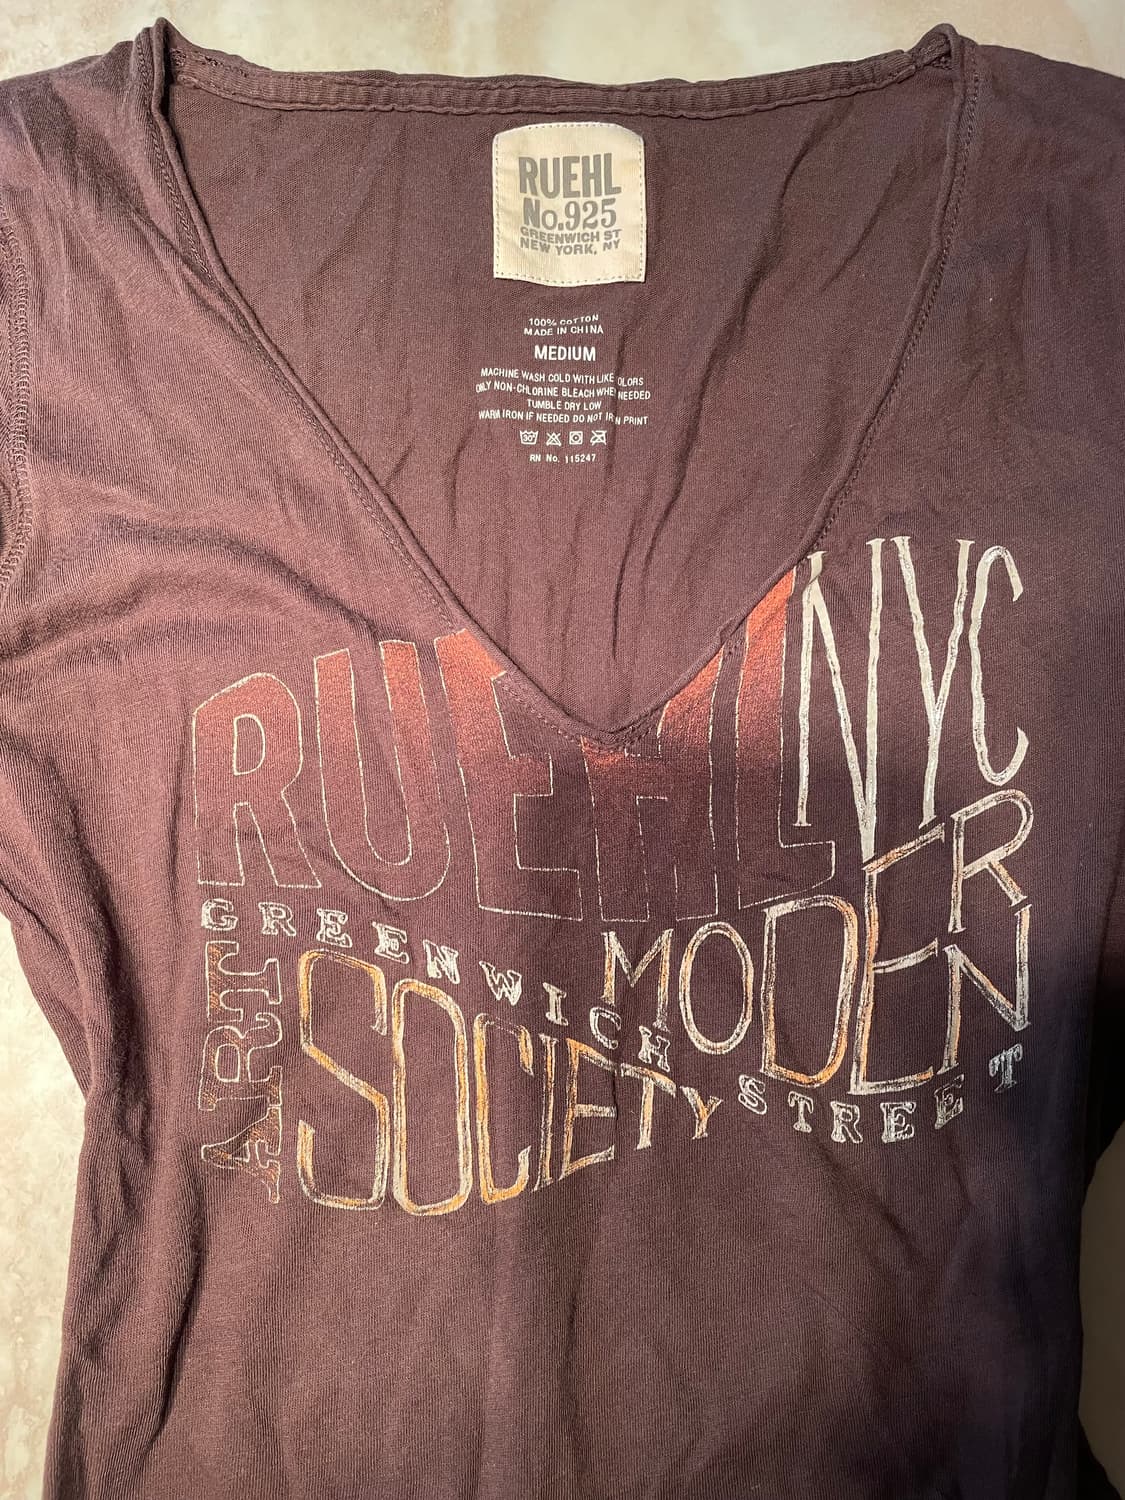 RUEHL
No.925
GREENWICH ST
NEW YORK, NY
100% COTTON
MADE IN CHINA
MEDIUM
MACHINE WASH COLD WITH LIKE OLORS
ONLY NON-CHLORINE BLEACH WHEN NEEDED
TUMBLE DRY LOW
WARM IRON IF NEEDED DO NOT IRON PRINT
30°
RN No. 115247
RUEHL NYC
GREENWICH STREET
MODERN
ART
SOCIETY